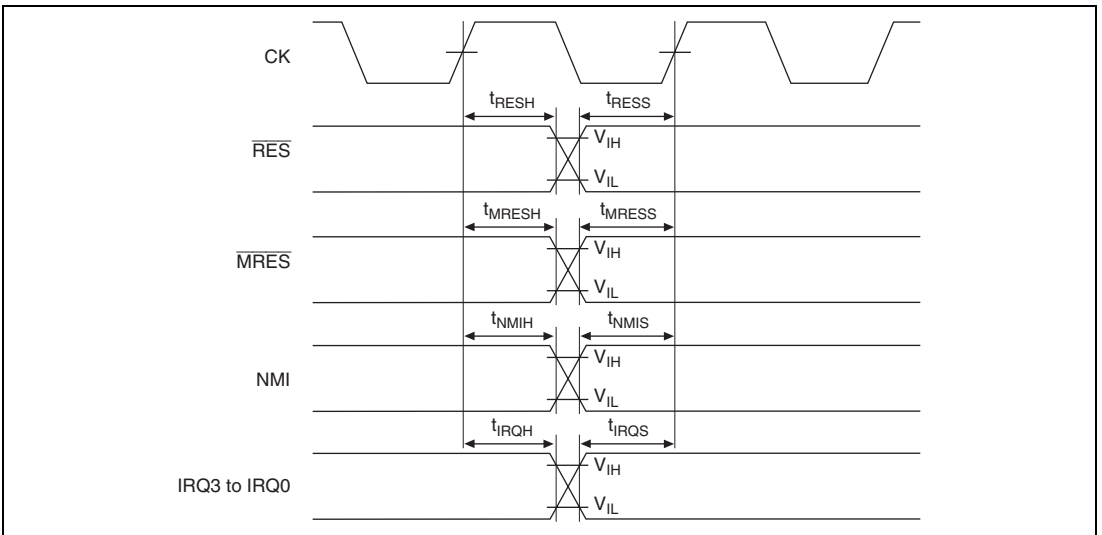 CK
tRESH tRESS
RES
VIH
VIL
tMRESH tMRESS
MRES
VIH
VIL
tNMIH tNMIS
NMI
VIH
VIL
tIRQH tIRQS
IRQ3 to IRQ0
VIH
VIL